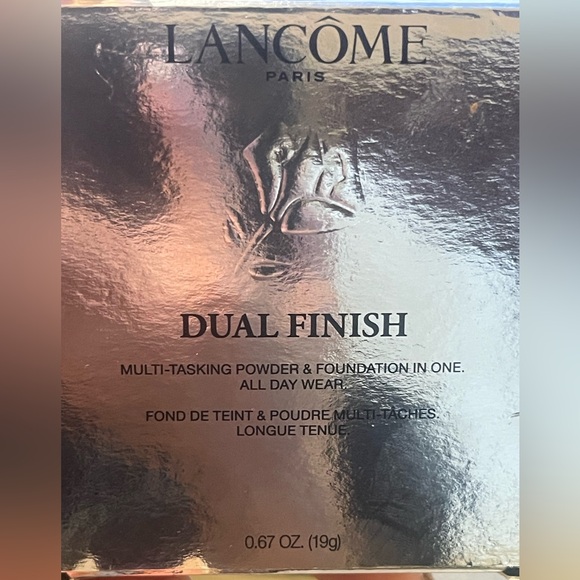 LANCÔME
PARIS
DUAL FINISH
MULTI-TASKING POWDER & FOUNDATION IN ONE.
ALL DAY WEAR.
FOND DE TEINT & POUDRE MULTI-TÂCHES.
LONGUE TENUE.
0.67 OZ. (19g)